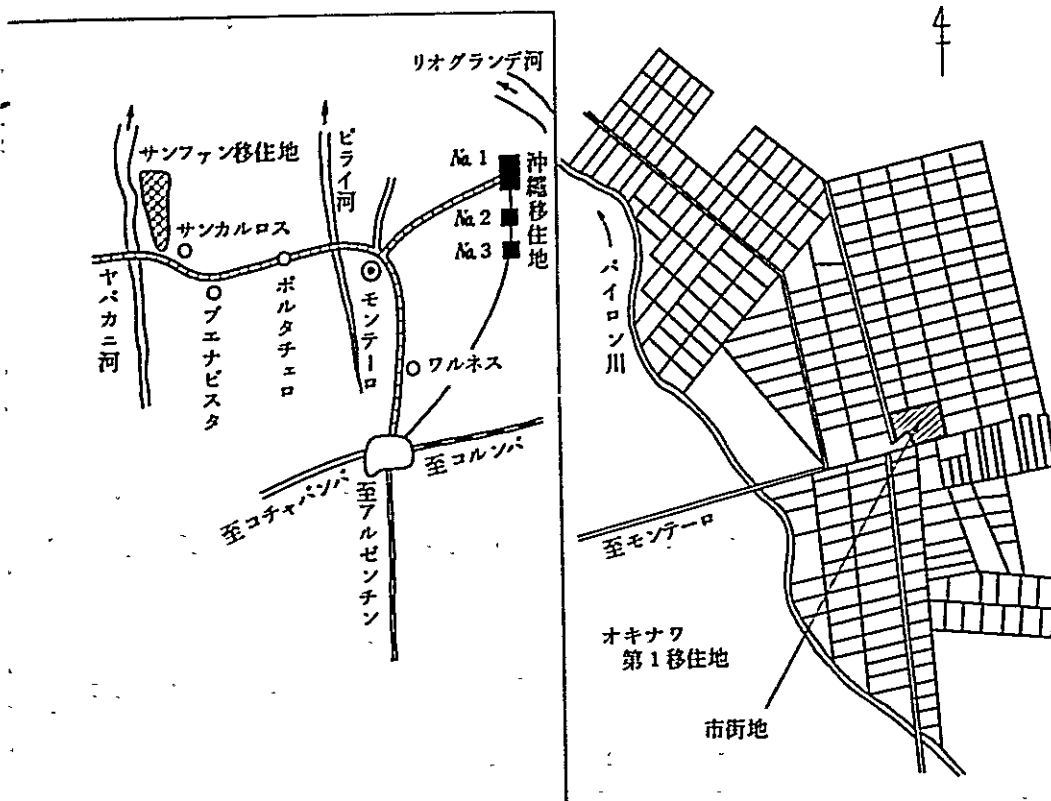 リオグランデ河
サンファン移住地
ピライ河
No.1
No.2
No.3
沖縄移住地
サンカルロス
ヤパカニ河
ブエナビスタ
ポルタチェロ
モンテーロ
ワルネス
至コルンバ
至コチャバンバ
至アルゼンチン
4
パイロン川
至モンテーロ
オキナワ
第1移住地
市街地